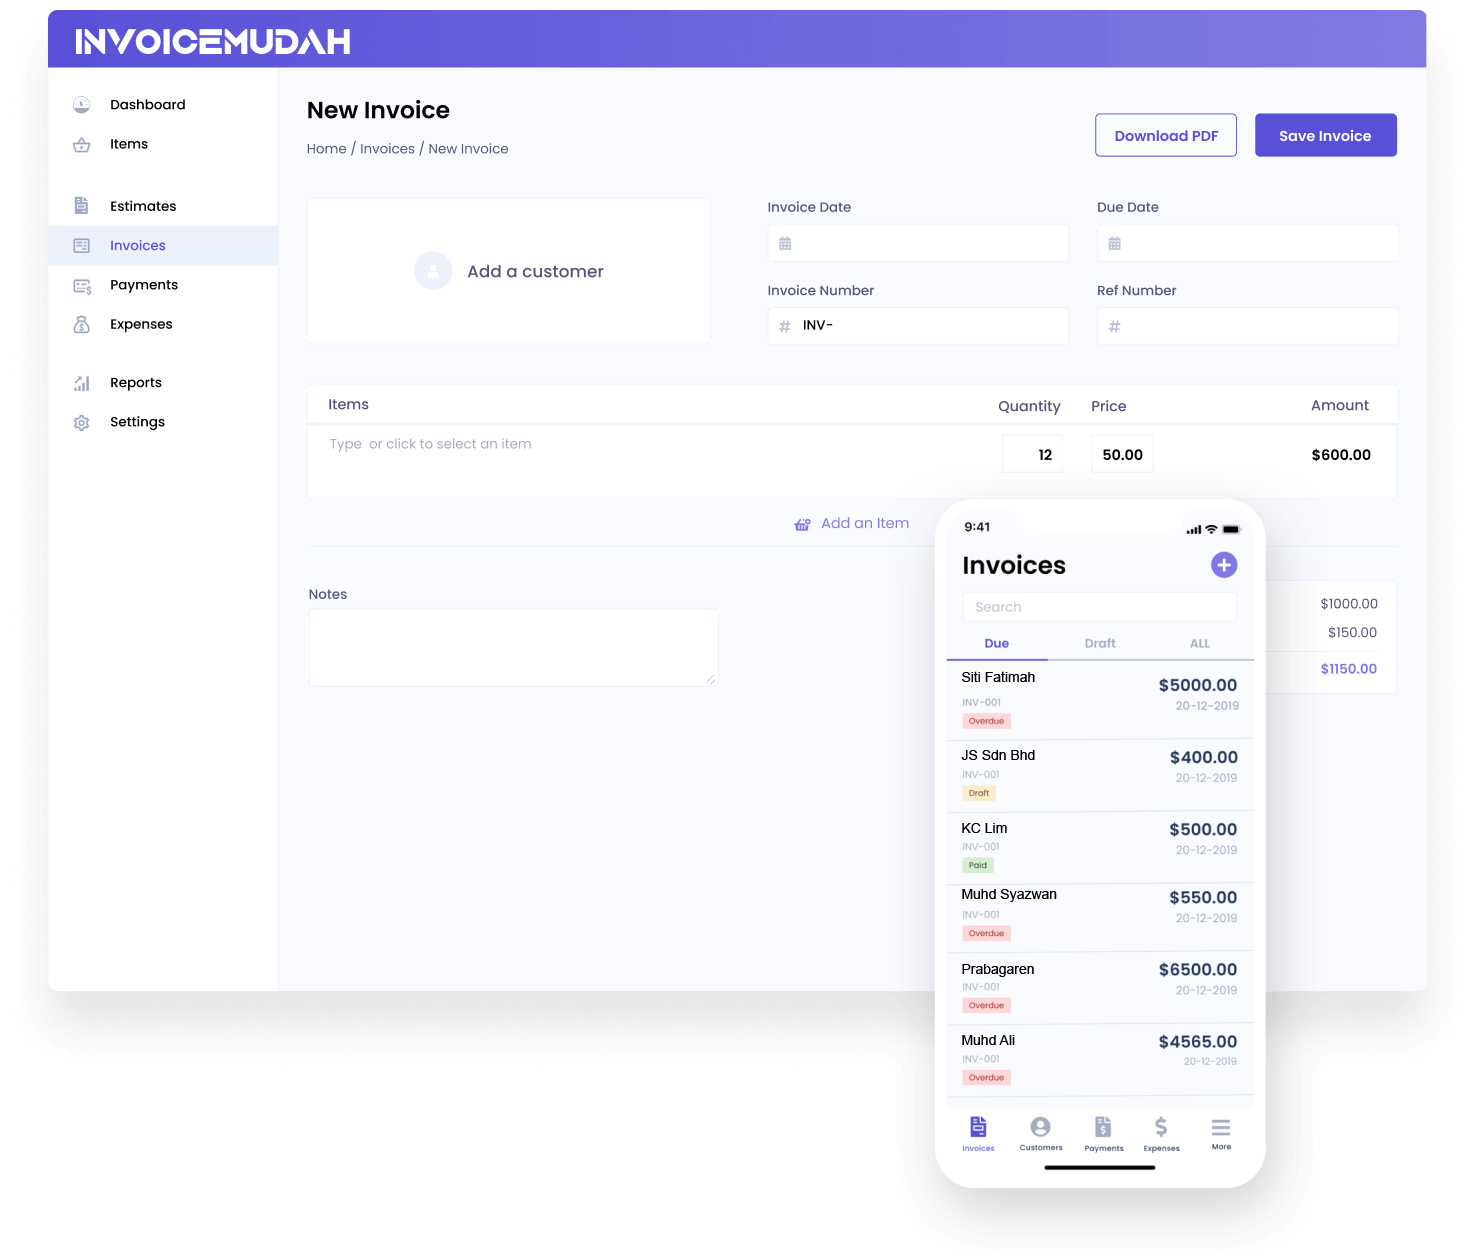 INVOICEMUDAH
Dashboard
Items
Estimates
Invoices
Payments
Expenses
Reports
Settings
New Invoice
Home / Invoices / New Invoice
Download PDF
Save Invoice
Add a customer
Invoice Date
Due Date
Invoice Number
Ref Number
# INV-
#
Items Quantity Price Amount
Type or click to select an item 12 50.00 $600.00
Add an Item
Notes
$1000.00
$150.00
$1150.00
9:41
Invoices
Search
Due Draft ALL
Siti Fatimah
$5000.00
INV-001
20-12-2019
Overdue
JS Sdn Bhd
$400.00
INV-001
20-12-2019
Draft
KC Lim
$500.00
INV-001
20-12-2019
Paid
Muhd Syazwan
$550.00
INV-001
20-12-2019
Overdue
Prabagaren
$6500.00
INV-001
20-12-2019
Overdue
Muhd Ali
$4565.00
INV-001
20-12-2019
Overdue
Invoices Customers Payments Expenses More